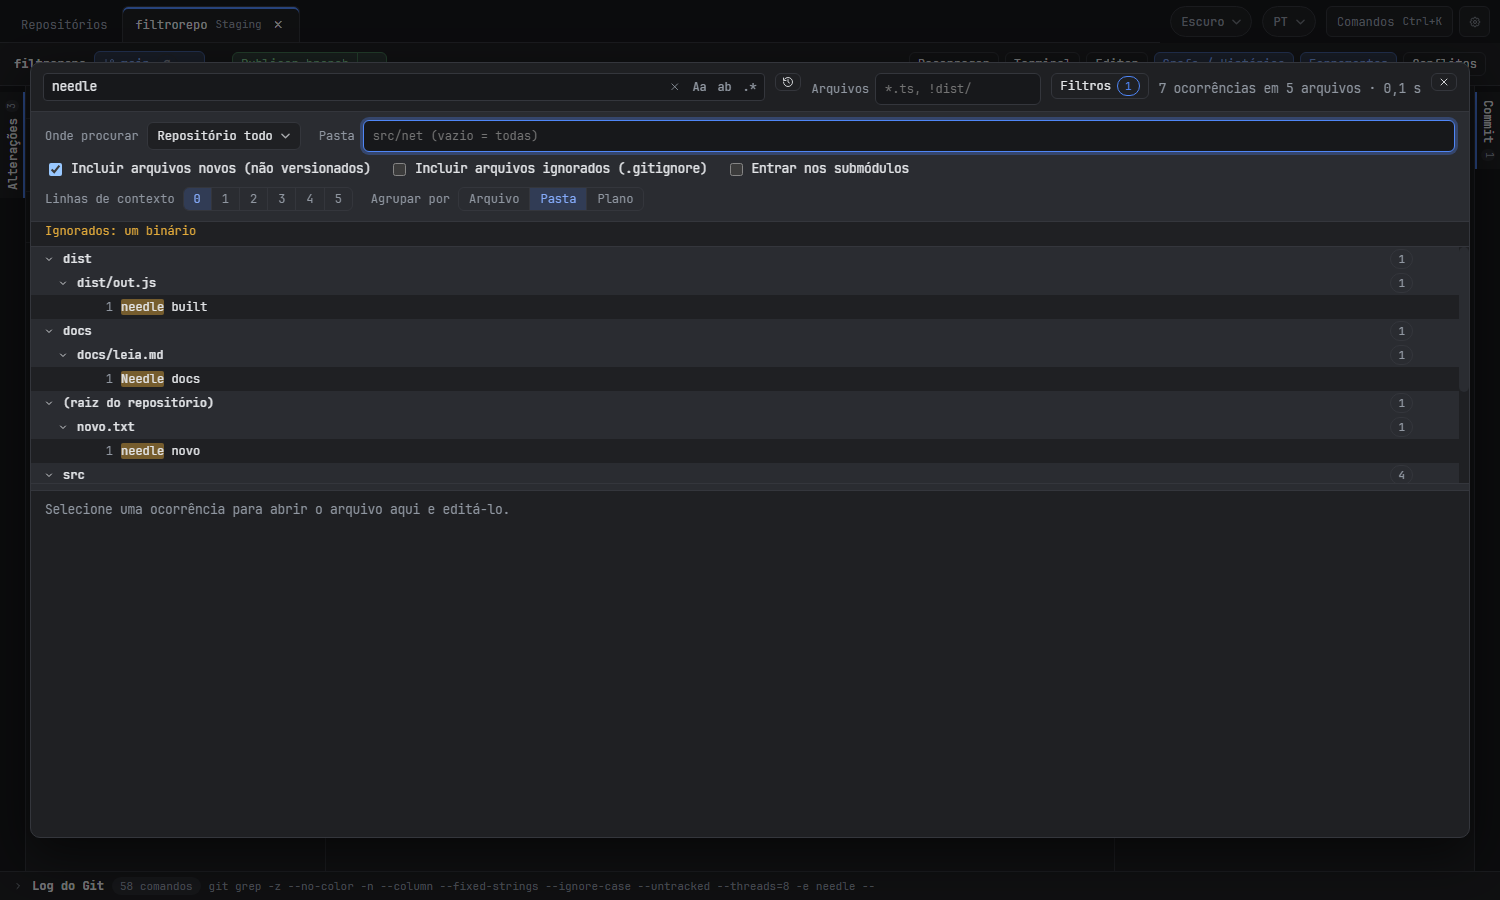 Repositórios filtrorepo Staging × Escuro PT Comandos Ctrl+K
needle × Aa ab .* Arquivos *.ts, !dist/ Filtros 1 7 ocorrências em 5 arquivos · 0,1 s ×
Onde procurar Repositório todo Pasta src/net (vazio = todas)
Incluir arquivos novos (não versionados) Incluir arquivos ignorados (.gitignore) Entrar nos submódulos
Linhas de contexto 0 1 2 3 4 5 Agrupar por Arquivo Pasta Plano
Ignorados: um binário
dist 1
dist/out.js 1
1 needle built
docs 1
docs/leia.md 1
1 Needle docs
(raiz do repositório) 1
novo.txt 1
1 needle novo
src 4
Selecione uma ocorrência para abrir o arquivo aqui e editá-lo.
Alterações 3
Commit 1
Log do Git 58 comandos git grep -z --no-color -n --column --fixed-strings --ignore-case --untracked --threads=8 -e needle --